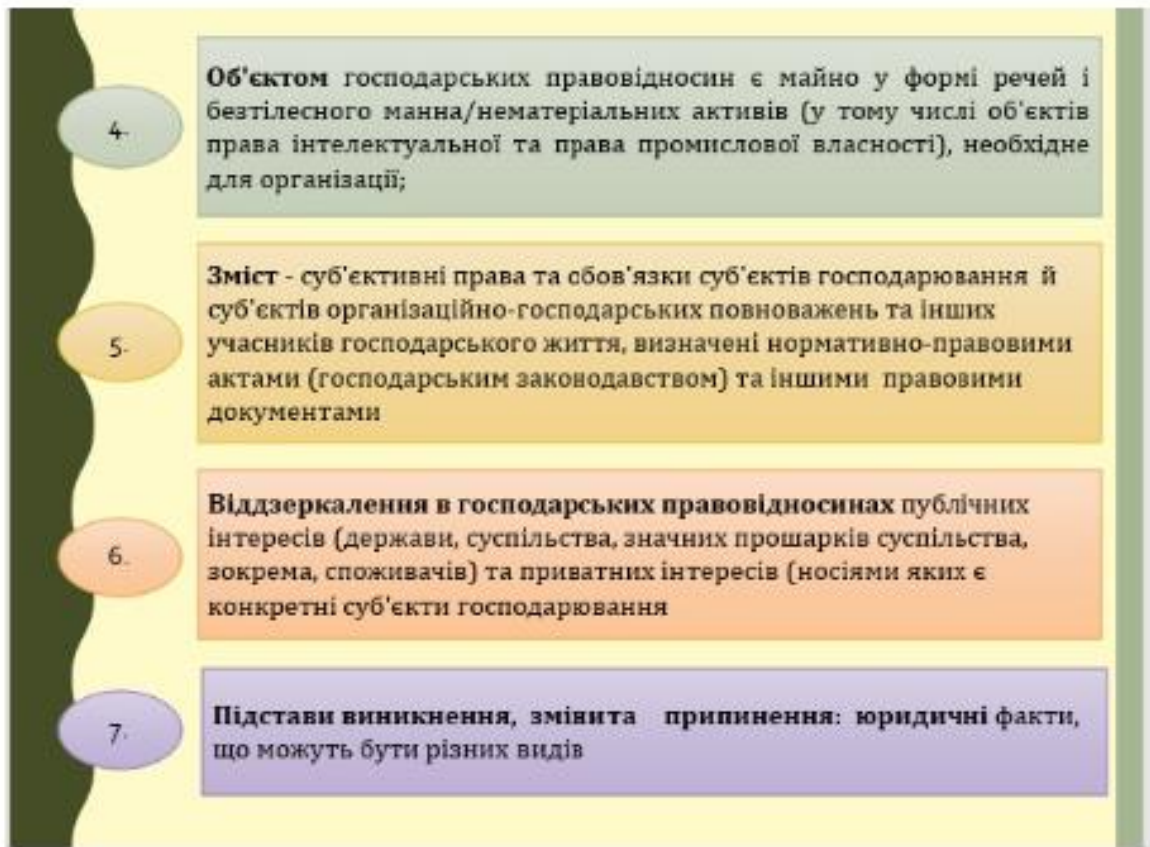 4.
Об'єктом господарських правовідносин є майно у формі речей і
безтілесного манна/нематеріальних активів (у тому числі об'єктів
права інтелектуальної та права промислової власності), необхідне
для організації;
5.
Зміст - суб'єктивні права та обов'язки суб'єктів господарювання й
суб'єктів організаційно-господарських повноважень та інших
учасників господарського життя, визначені нормативно-правовими
актами (господарським законодавством) та іншими правовими
документами
6.
Віддзеркалення в господарських правовідносинах публічних
інтересів (держави, суспільства, значних прошарків суспільства,
зокрема, споживачів) та приватних інтересів (носіями яких є
конкретні суб'єкти господарювання
7.
Підстави виникнення, змівита припинення: юридичні факти,
що можуть бути різних видів